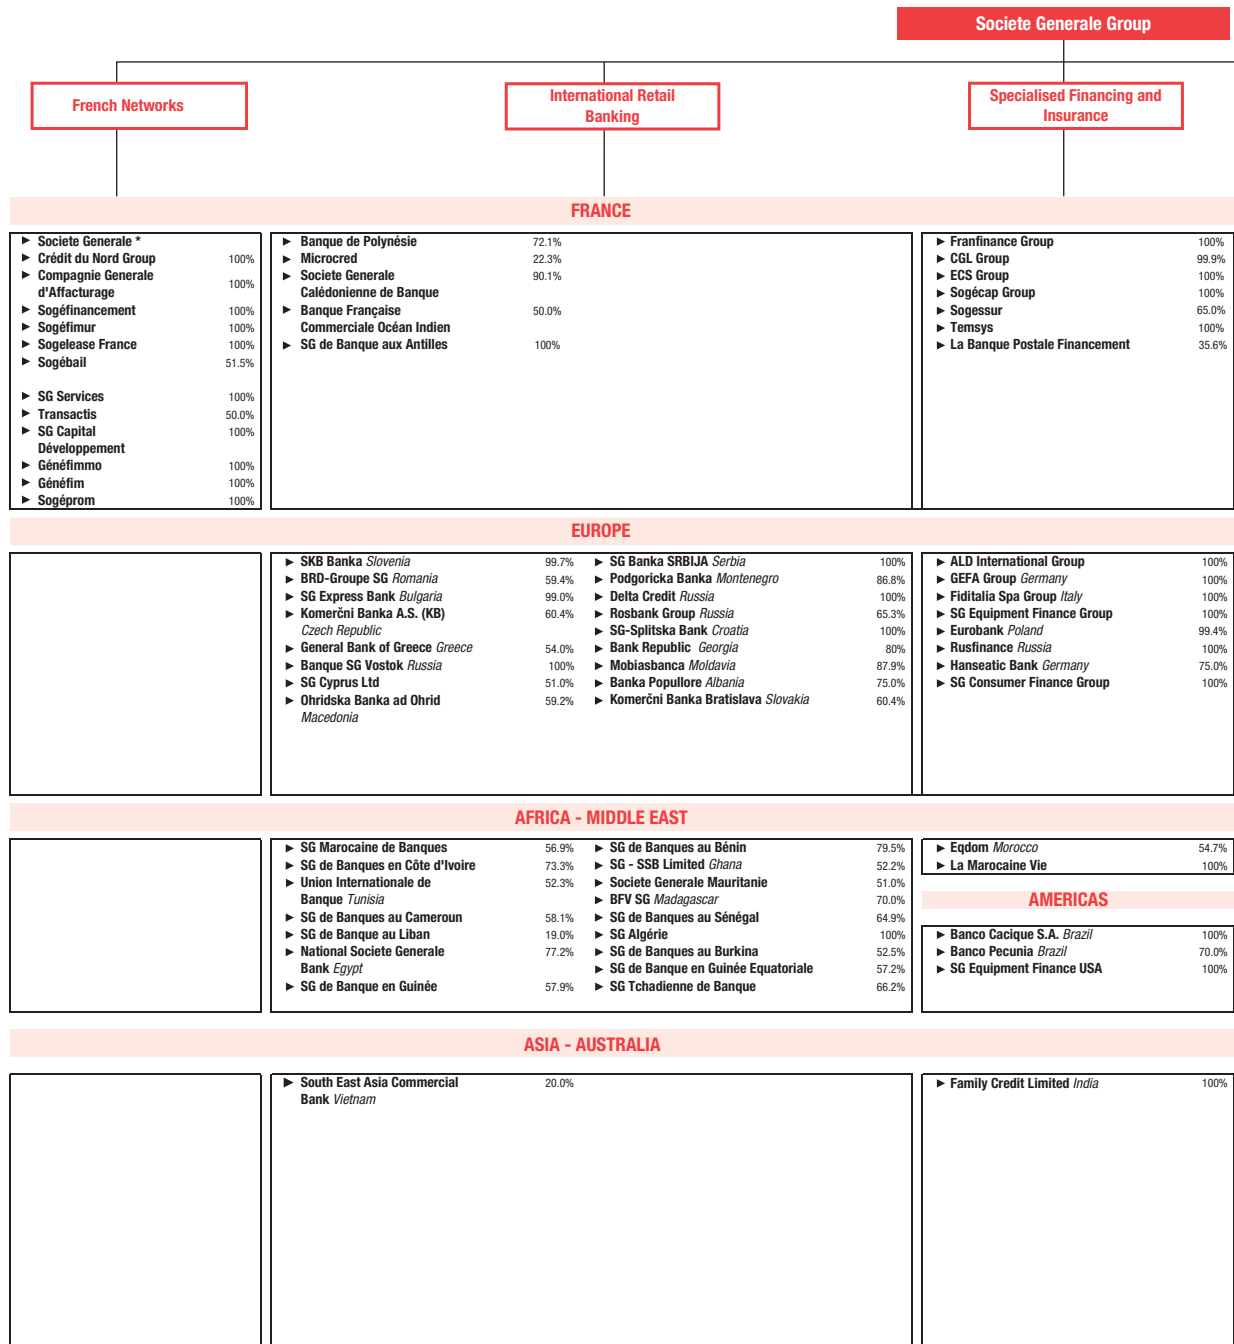 Societe Generale Group
French Networks
International Retail
Banking
Specialised Financing and
Insurance
FRANCE
► Societe Generale *
► Crédit du Nord Group 100%
► Compagnie Generale
d'Affacturage 100%
► Sogéfinancement 100%
► Sogéfimur 100%
► Sogelease France 100%
► Sogébail 51.5%
► SG Services 100%
► Transactis 50.0%
► SG Capital 100%
Développement
► Généfimmo 100%
► Généfim 100%
► Sogéprom 100%
► Banque de Polynésie 72.1%
► Microcred 22.3%
► Societe Generale 90.1%
Calédonienne de Banque
► Banque Française 50.0%
Commerciale Océan Indien
► SG de Banque aux Antilles 100%
► Franfinance Group 100%
► CGL Group 99.9%
► ECS Group 100%
► Sogécap Group 100%
► Sogessur 65.0%
► Temsys 100%
► La Banque Postale Financement 35.6%
EUROPE
► SKB Banka Slovenia 99.7%
► BRD-Groupe SG Romania 59.4%
► SG Express Bank Bulgaria 99.0%
► Komerčni Banka A.S. (KB) 60.4%
Czech Republic
► General Bank of Greece Greece 54.0%
► Banque SG Vostok Russia 100%
► SG Cyprus Ltd 51.0%
► Ohridska Banka ad Ohrid 59.2%
Macedonia
► SG Banka SRBIJA Serbia 100%
► Podgoricka Banka Montenegro 86.8%
► Delta Credit Russia 100%
► Rosbank Group Russia 65.3%
► SG-Splitska Bank Croatia 100%
► Bank Republic Georgia 80%
► Mobiasbanca Moldavia 87.9%
► Banka Popullore Albania 75.0%
► Komerčni Banka Bratislava Slovakia 60.4%
► ALD International Group 100%
► GEFA Group Germany 100%
► Fiditalia Spa Group Italy 100%
► SG Equipment Finance Group 100%
► Eurobank Poland 99.4%
► Rusfinance Russia 100%
► Hanseatic Bank Germany 75.0%
► SG Consumer Finance Group 100%
AFRICA - MIDDLE EAST
► SG Marocaine de Banques 56.9%
► SG de Banques en Côte d'Ivoire 73.3%
► Union Internationale de 52.3%
Banque Tunisia
► SG de Banques au Cameroun 58.1%
► SG de Banque au Liban 19.0%
► National Societe Generale 77.2%
Bank Egypt
► SG de Banque en Guinée 57.9%
► SG de Banques au Bénin 79.5%
► SG - SSB Limited Ghana 52.2%
► Societe Generale Mauritanie 51.0%
► BFV SG Madagascar 70.0%
► SG de Banques au Sénégal 64.9%
► SG Algérie 100%
► SG de Banques au Burkina 52.5%
► SG de Banque en Guinée Equatoriale 57.2%
► SG Tchadienne de Banque 66.2%
► Eqdom Morocco 54.7%
► La Marocaine Vie 100%
AMERICAS
► Banco Cacique S.A. Brazil 100%
► Banco Pecunia Brazil 70.0%
► SG Equipment Finance USA 100%
ASIA - AUSTRALIA
► South East Asia Commercial 20.0%
Bank Vietnam
► Family Credit Limited India 100%